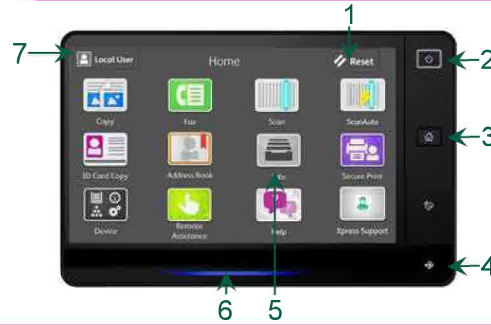 1
7
Local User
Home
Reset
2
Copy
Fax
Scan
ScanAuto
3
ID Card Copy
Address Book
Secure Print
Device
Remote
Assistance
Help
Xpress Support
4
6
5